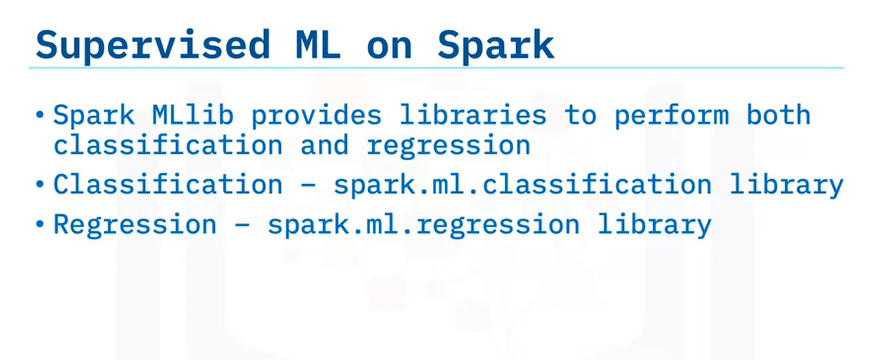 Supervised ML on Spark
• Spark MLlib provides libraries to perform both
classification and regression
• Classification – spark.ml.classification library
• Regression – spark.ml.regression library